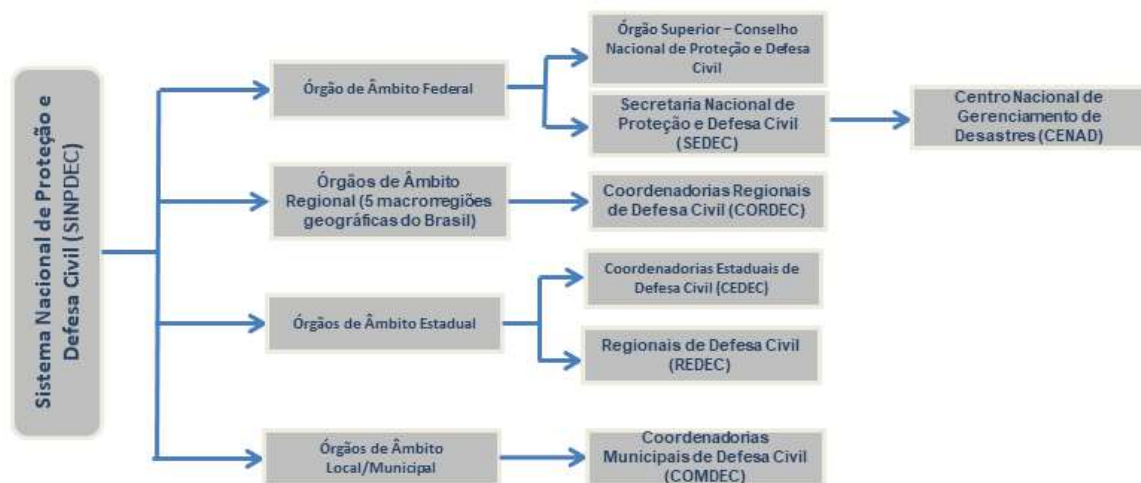 Sistema Nacional de Proteção e
Defesa Civil (SINPDEC)
Órgão de Âmbito Federal
Órgão Superior – Conselho
Nacional de Proteção e Defesa
Civil
Secretaria Nacional de
Proteção e Defesa Civil
(SEDEC)
Centro Nacional de
Gerenciamento de
Desastres (CENAD)
Órgãos de Âmbito
Regional (5 macrorregiões
geográficas do Brasil)
Coordenadorias Regionais
de Defesa Civil (CORDEC)
Órgãos de Âmbito Estadual
Coordenadorias Estaduais de
Defesa Civil (CEDEC)
Regionais de Defesa Civil
(REDEC)
Órgãos de Âmbito
Local/Municipal
Coordenadorias
Municipais de Defesa Civil
(COMDEC)